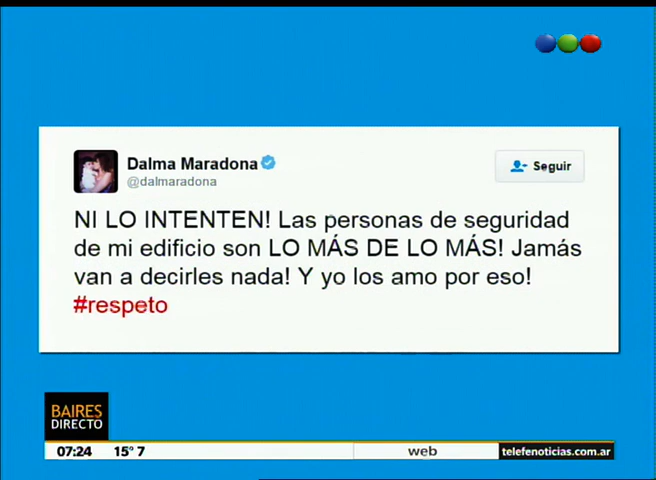 Dalma Maradona
@dalmaradona
Seguir
NI LO INTENTEN! Las personas de seguridad
de mi edificio son LO MÁS DE LO MÁS! Jamás
van a decirles nada! Y yo los amo por eso!
#respeto
BAIRES
DIRECTO
07:24 15° 7 web telefenoticias.com.ar